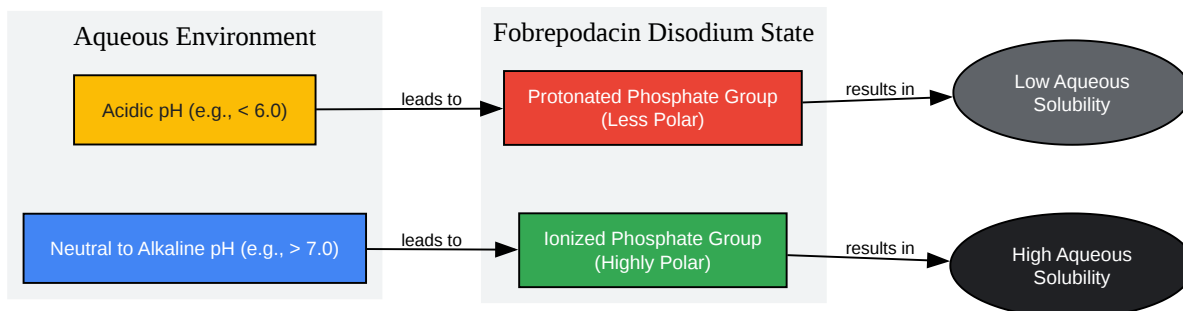 Aqueous Environment
Fobrepodacin Disodium State
Acidic pH (e.g., < 6.0)
leads to
Protonated Phosphate Group
(Less Polar)
results in
Low Aqueous
Solubility
Neutral to Alkaline pH (e.g., > 7.0)
leads to
Ionized Phosphate Group
(Highly Polar)
results in
High Aqueous
Solubility